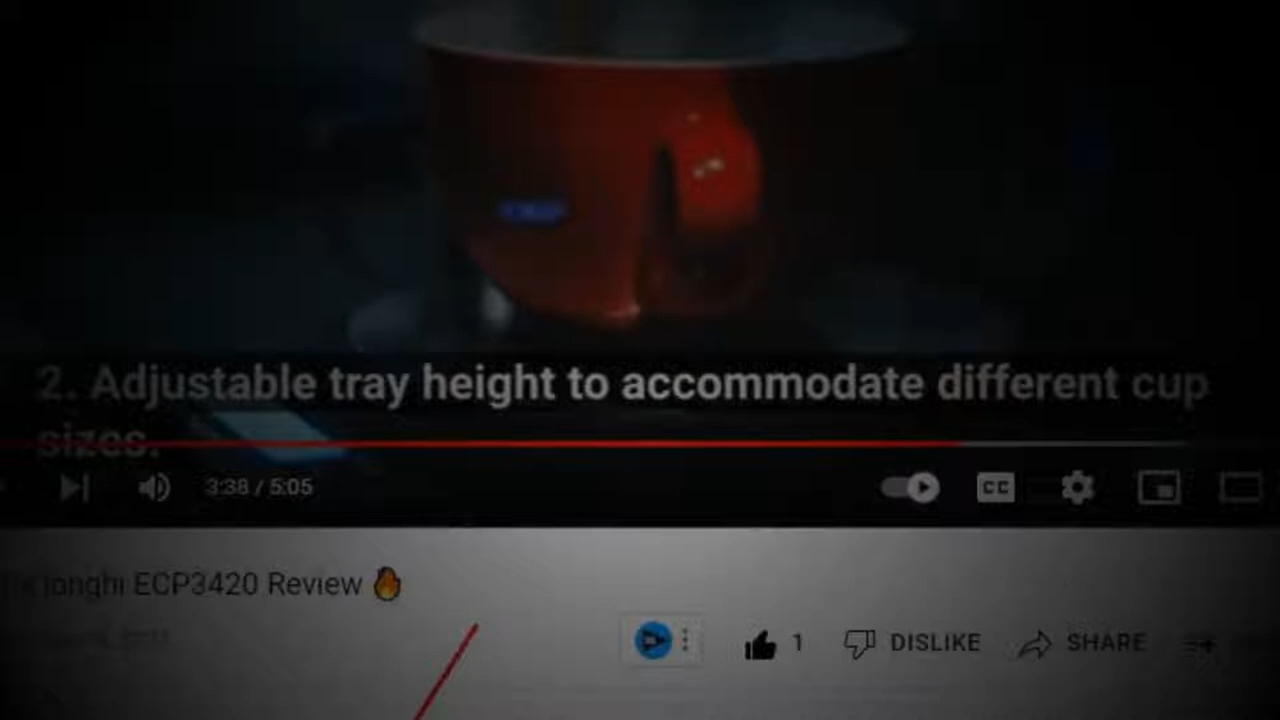 2. Adjustable tray height to accommodate different cup
sizes.
3:38 / 5:05
CC
longhi ECP3420 Review 🔥
1
DISLIKE
SHARE